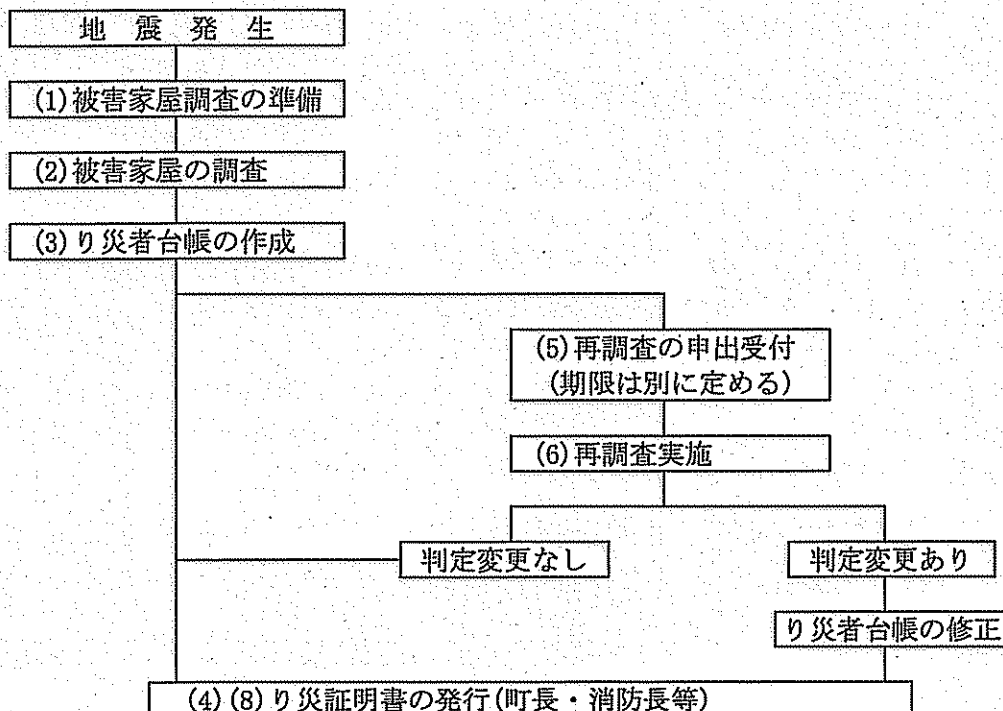 地 震 発 生
(1)被害家屋調査の準備
(2)被害家屋の調査
(3)り災者台帳の作成
(5)再調査の申出受付
(期限は別に定める)
(6)再調査実施
判定変更なし
判定変更あり
り災者台帳の修正
(4)(8)り災証明書の発行(町長・消防長等)